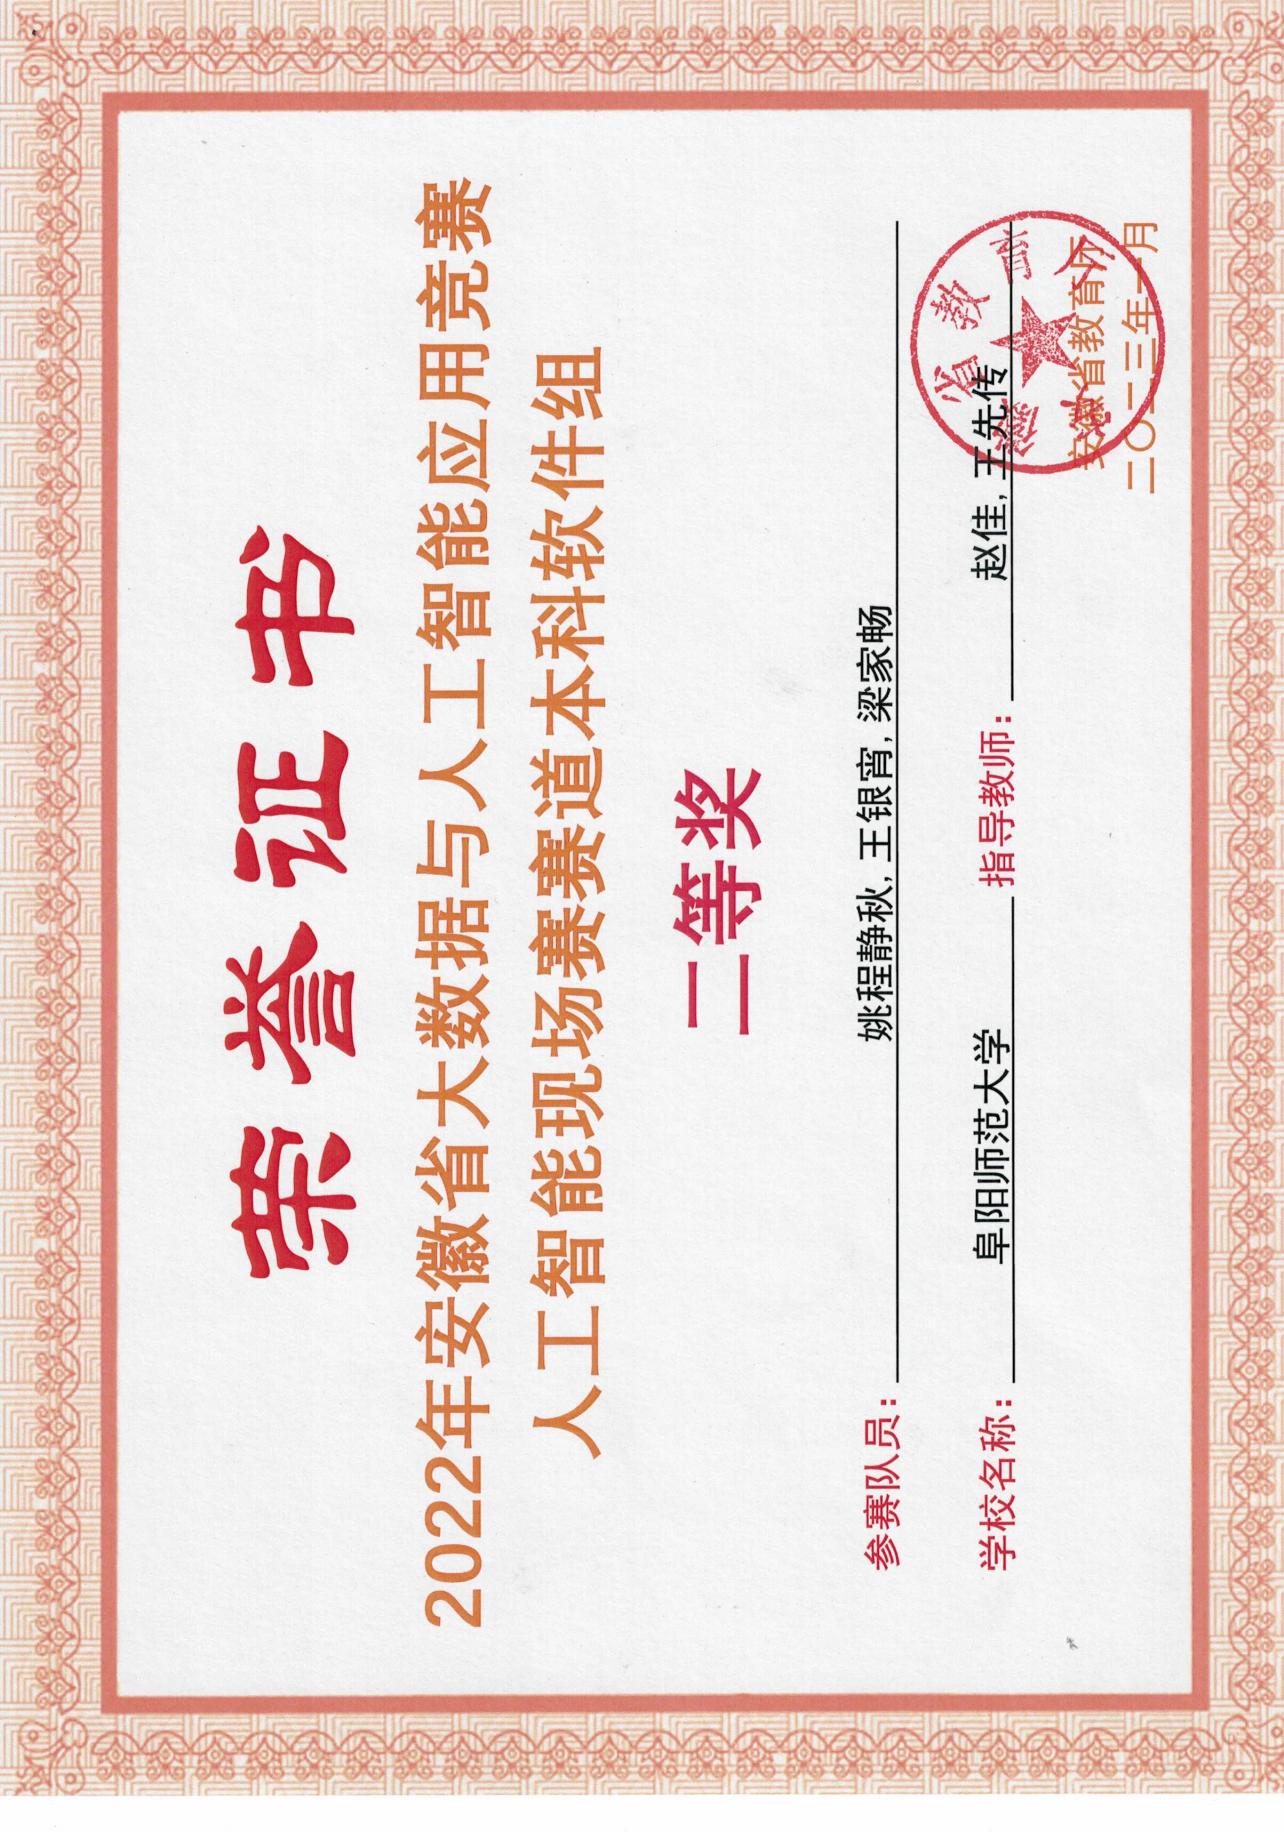 荣誉证书
2022年安徽省大数据与人工智能应用竞赛
人工智能现场赛赛道本科软件组
二等奖
参赛队员：姚程静秋, 王银宵, 梁家畅
学校名称：阜阳师范大学 指导教师：赵佳, 王先传
安徽省教育厅
安徽省教育厅
二〇二三年一月